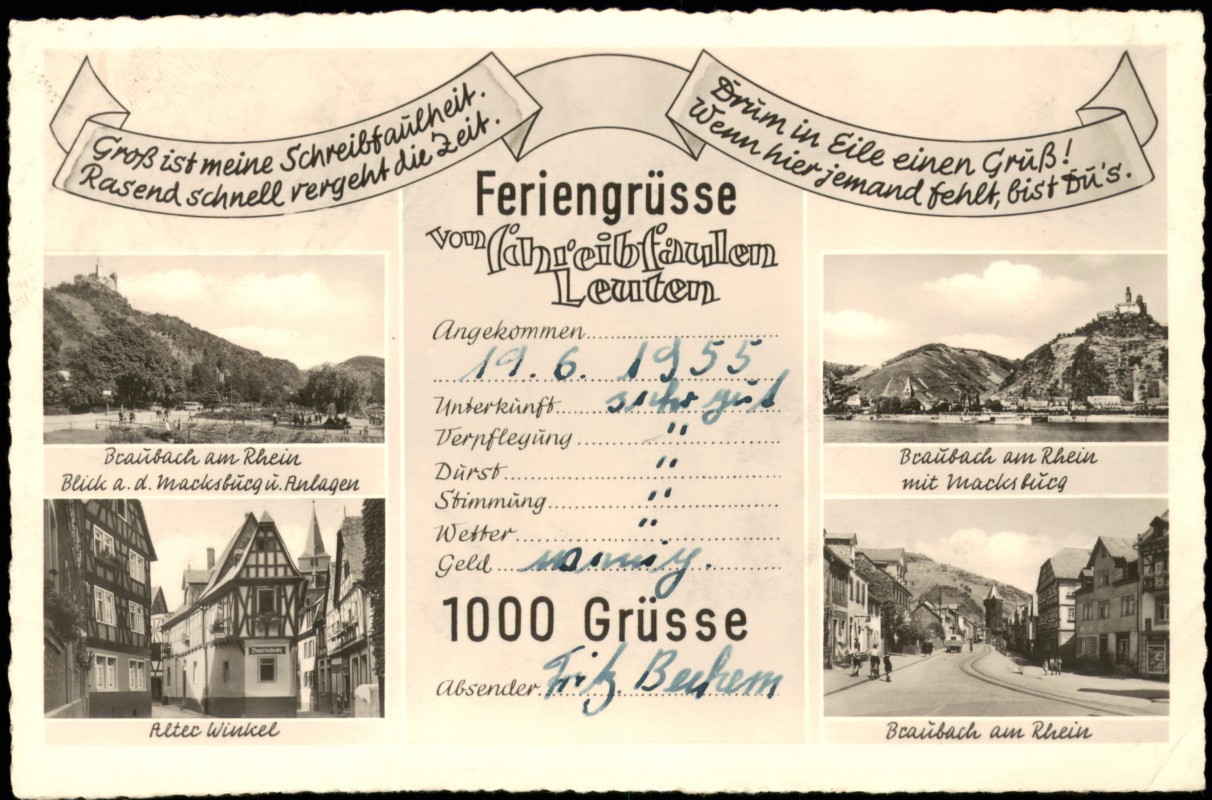 Groß ist meine Schreibfaulheit.
Rasend schnell vergeht die Zeit.
Drum in Eile einen Gruß!
Wenn hier jemand fehlt, bist Du's.
Feriengrüsse
vom schreibfaulen
Leuten
Angekommen
19. 6. 1955
Unterkunft sehr gut
Verpflegung "
Durst "
Stimmung "
Wetter "
Geld wenig.
1000 Grüsse
Absender Fritz
Braubach am Rhein
Blick a. d. Marksburg u. Anlagen
Alter Winkel
Braubach am Rhein
mit Marksburg
Braubach am Rhein